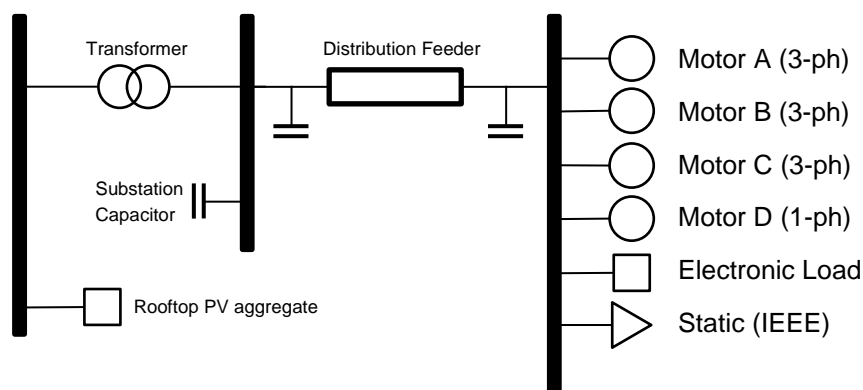 Transformer
Distribution Feeder
Motor A (3-ph)
Motor B (3-ph)
Motor C (3-ph)
Substation
Capacitor
Motor D (1-ph)
Electronic Load
Rooftop PV aggregate
Static (IEEE)